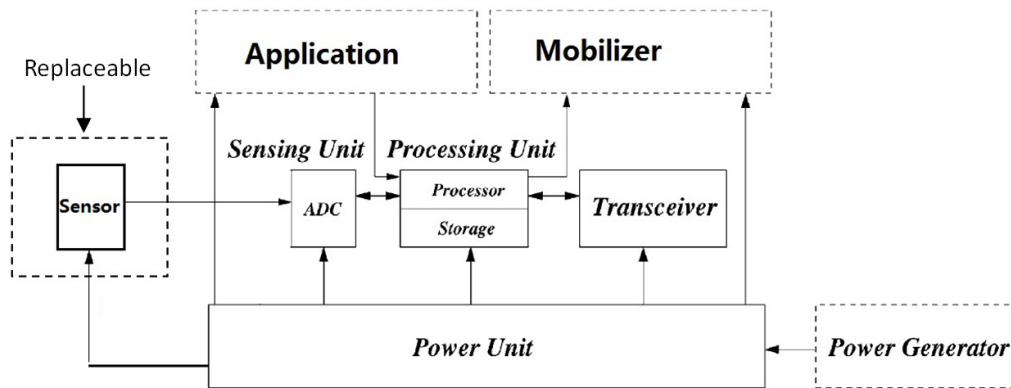 Application
Mobilizer
Replaceable
Sensing Unit
Processing Unit
Sensor
ADC
Processor
Storage
Transceiver
Power Unit
Power Generator